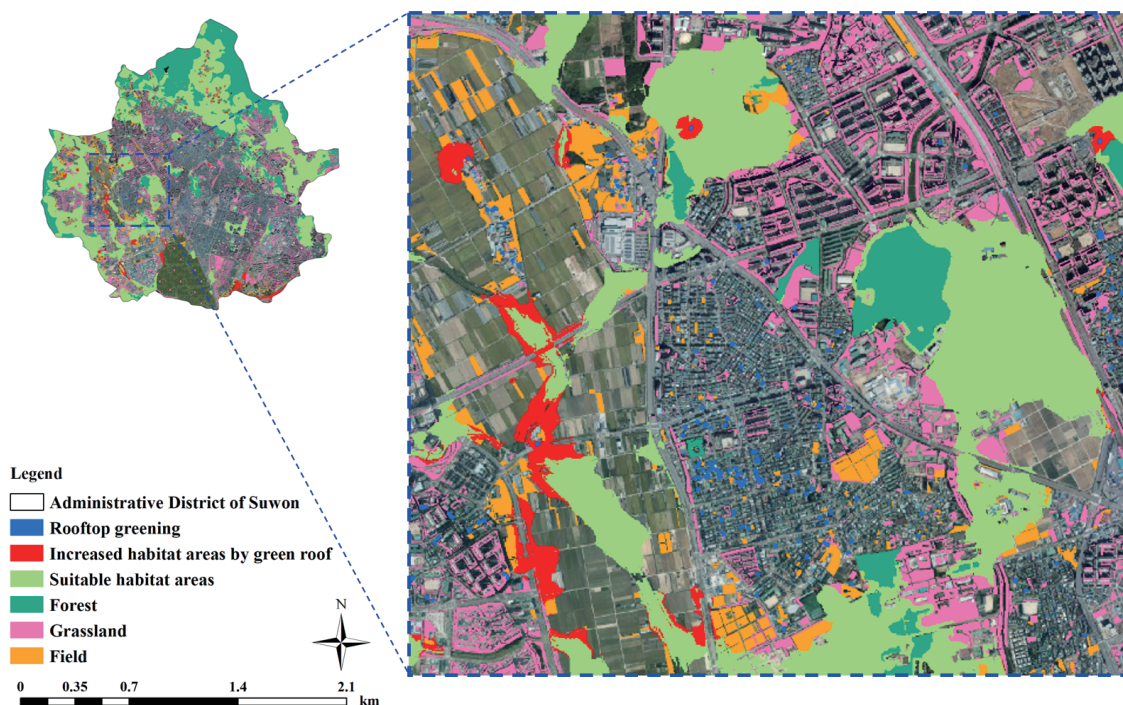 Legend
Administrative District of Suwon
Rooftop greening
Increased habitat areas by green roof
Suitable habitat areas
Forest
Grassland
Field
N
0 0.35 0.7 1.4 2.1
km